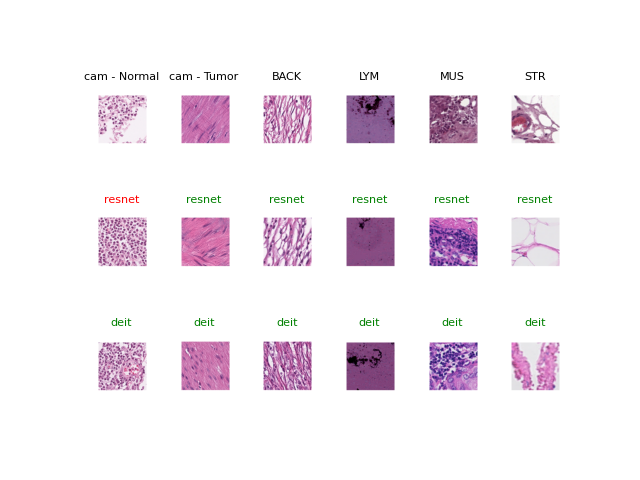 cam - Normal cam - Tumor BACK LYM MUS STR
resnet resnet resnet resnet resnet resnet
deit deit deit deit deit deit